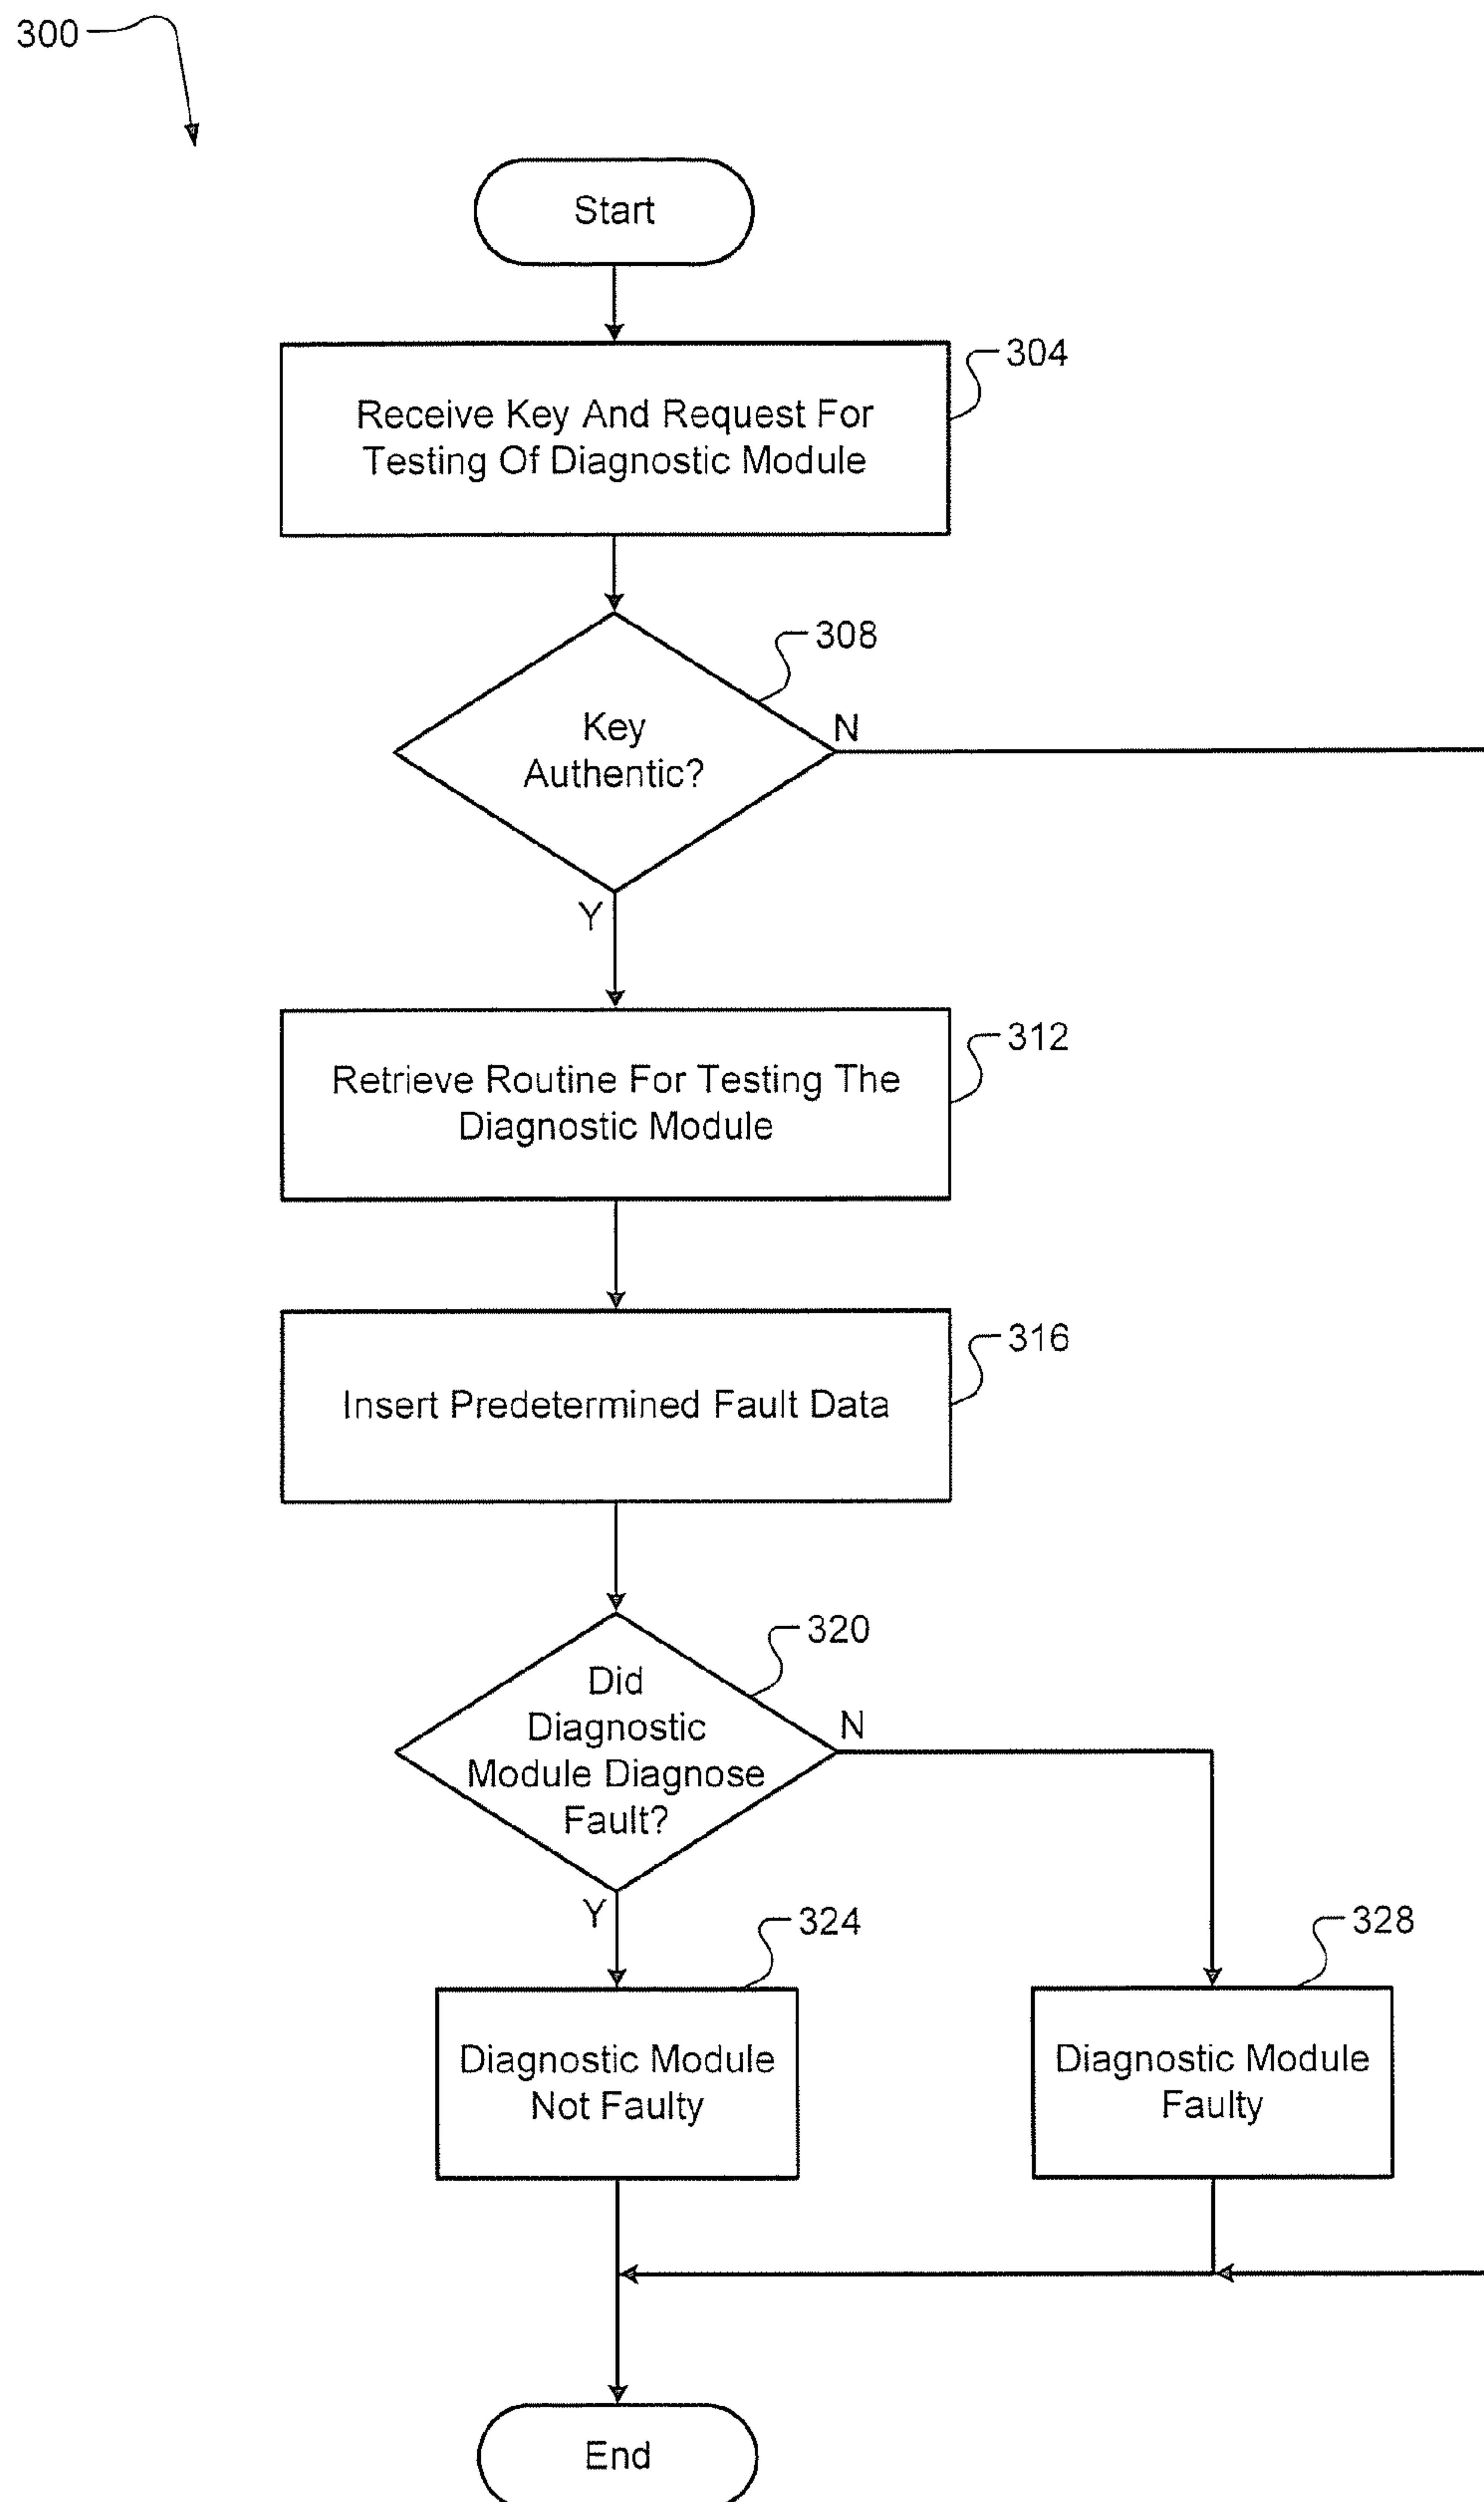 300
Start
304
Receive Key And Request For
Testing Of Diagnostic Module
308
Key
Authentic?
N
Y
312
Retrieve Routine For Testing The
Diagnostic Module
316
Insert Predetermined Fault Data
320
Did
Diagnostic
Module Diagnose
Fault?
N
Y
324
328
Diagnostic Module
Not Faulty
Diagnostic Module
Faulty
End